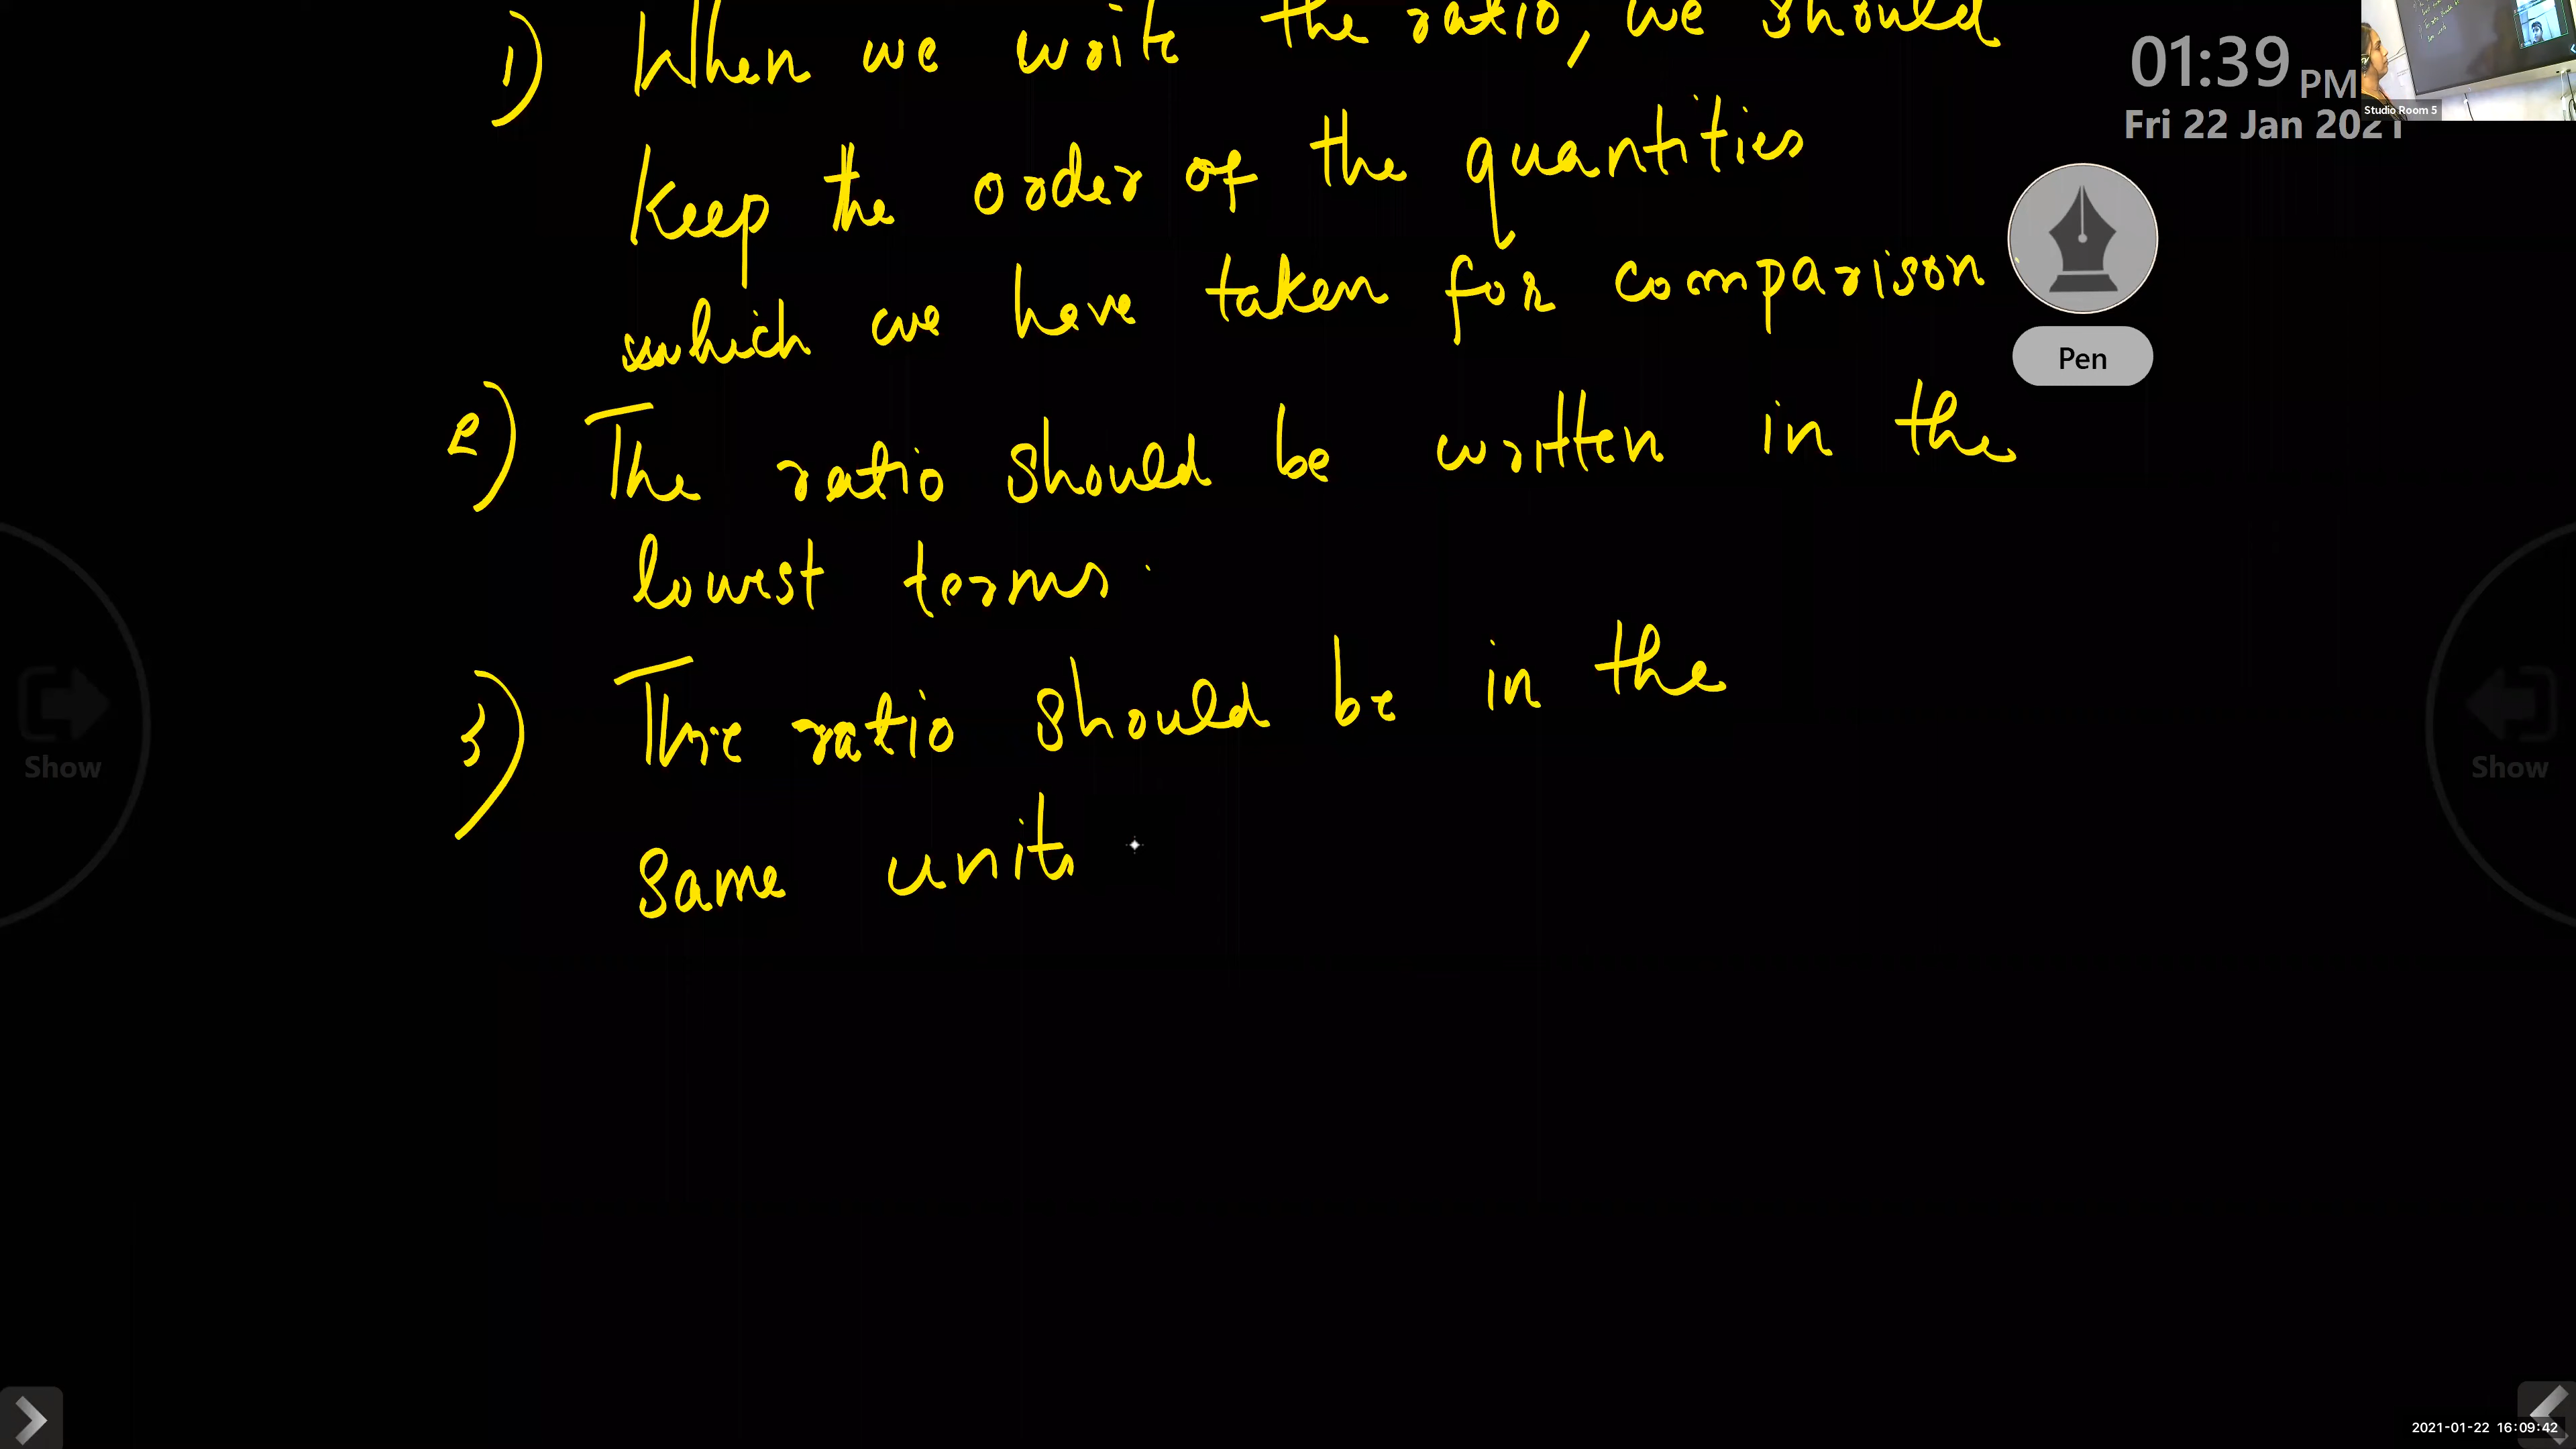 1) When we write the ratio, we should
keep the order of the quantities
which we have taken for comparison
2) The ratio should be written in the
lowest terms.
3) The ratio should be in the
same units
01:39 PM
Fri 22 Jan 2021
Studio Room 5
Pen
Show
Show
2021-01-22 16:09:42